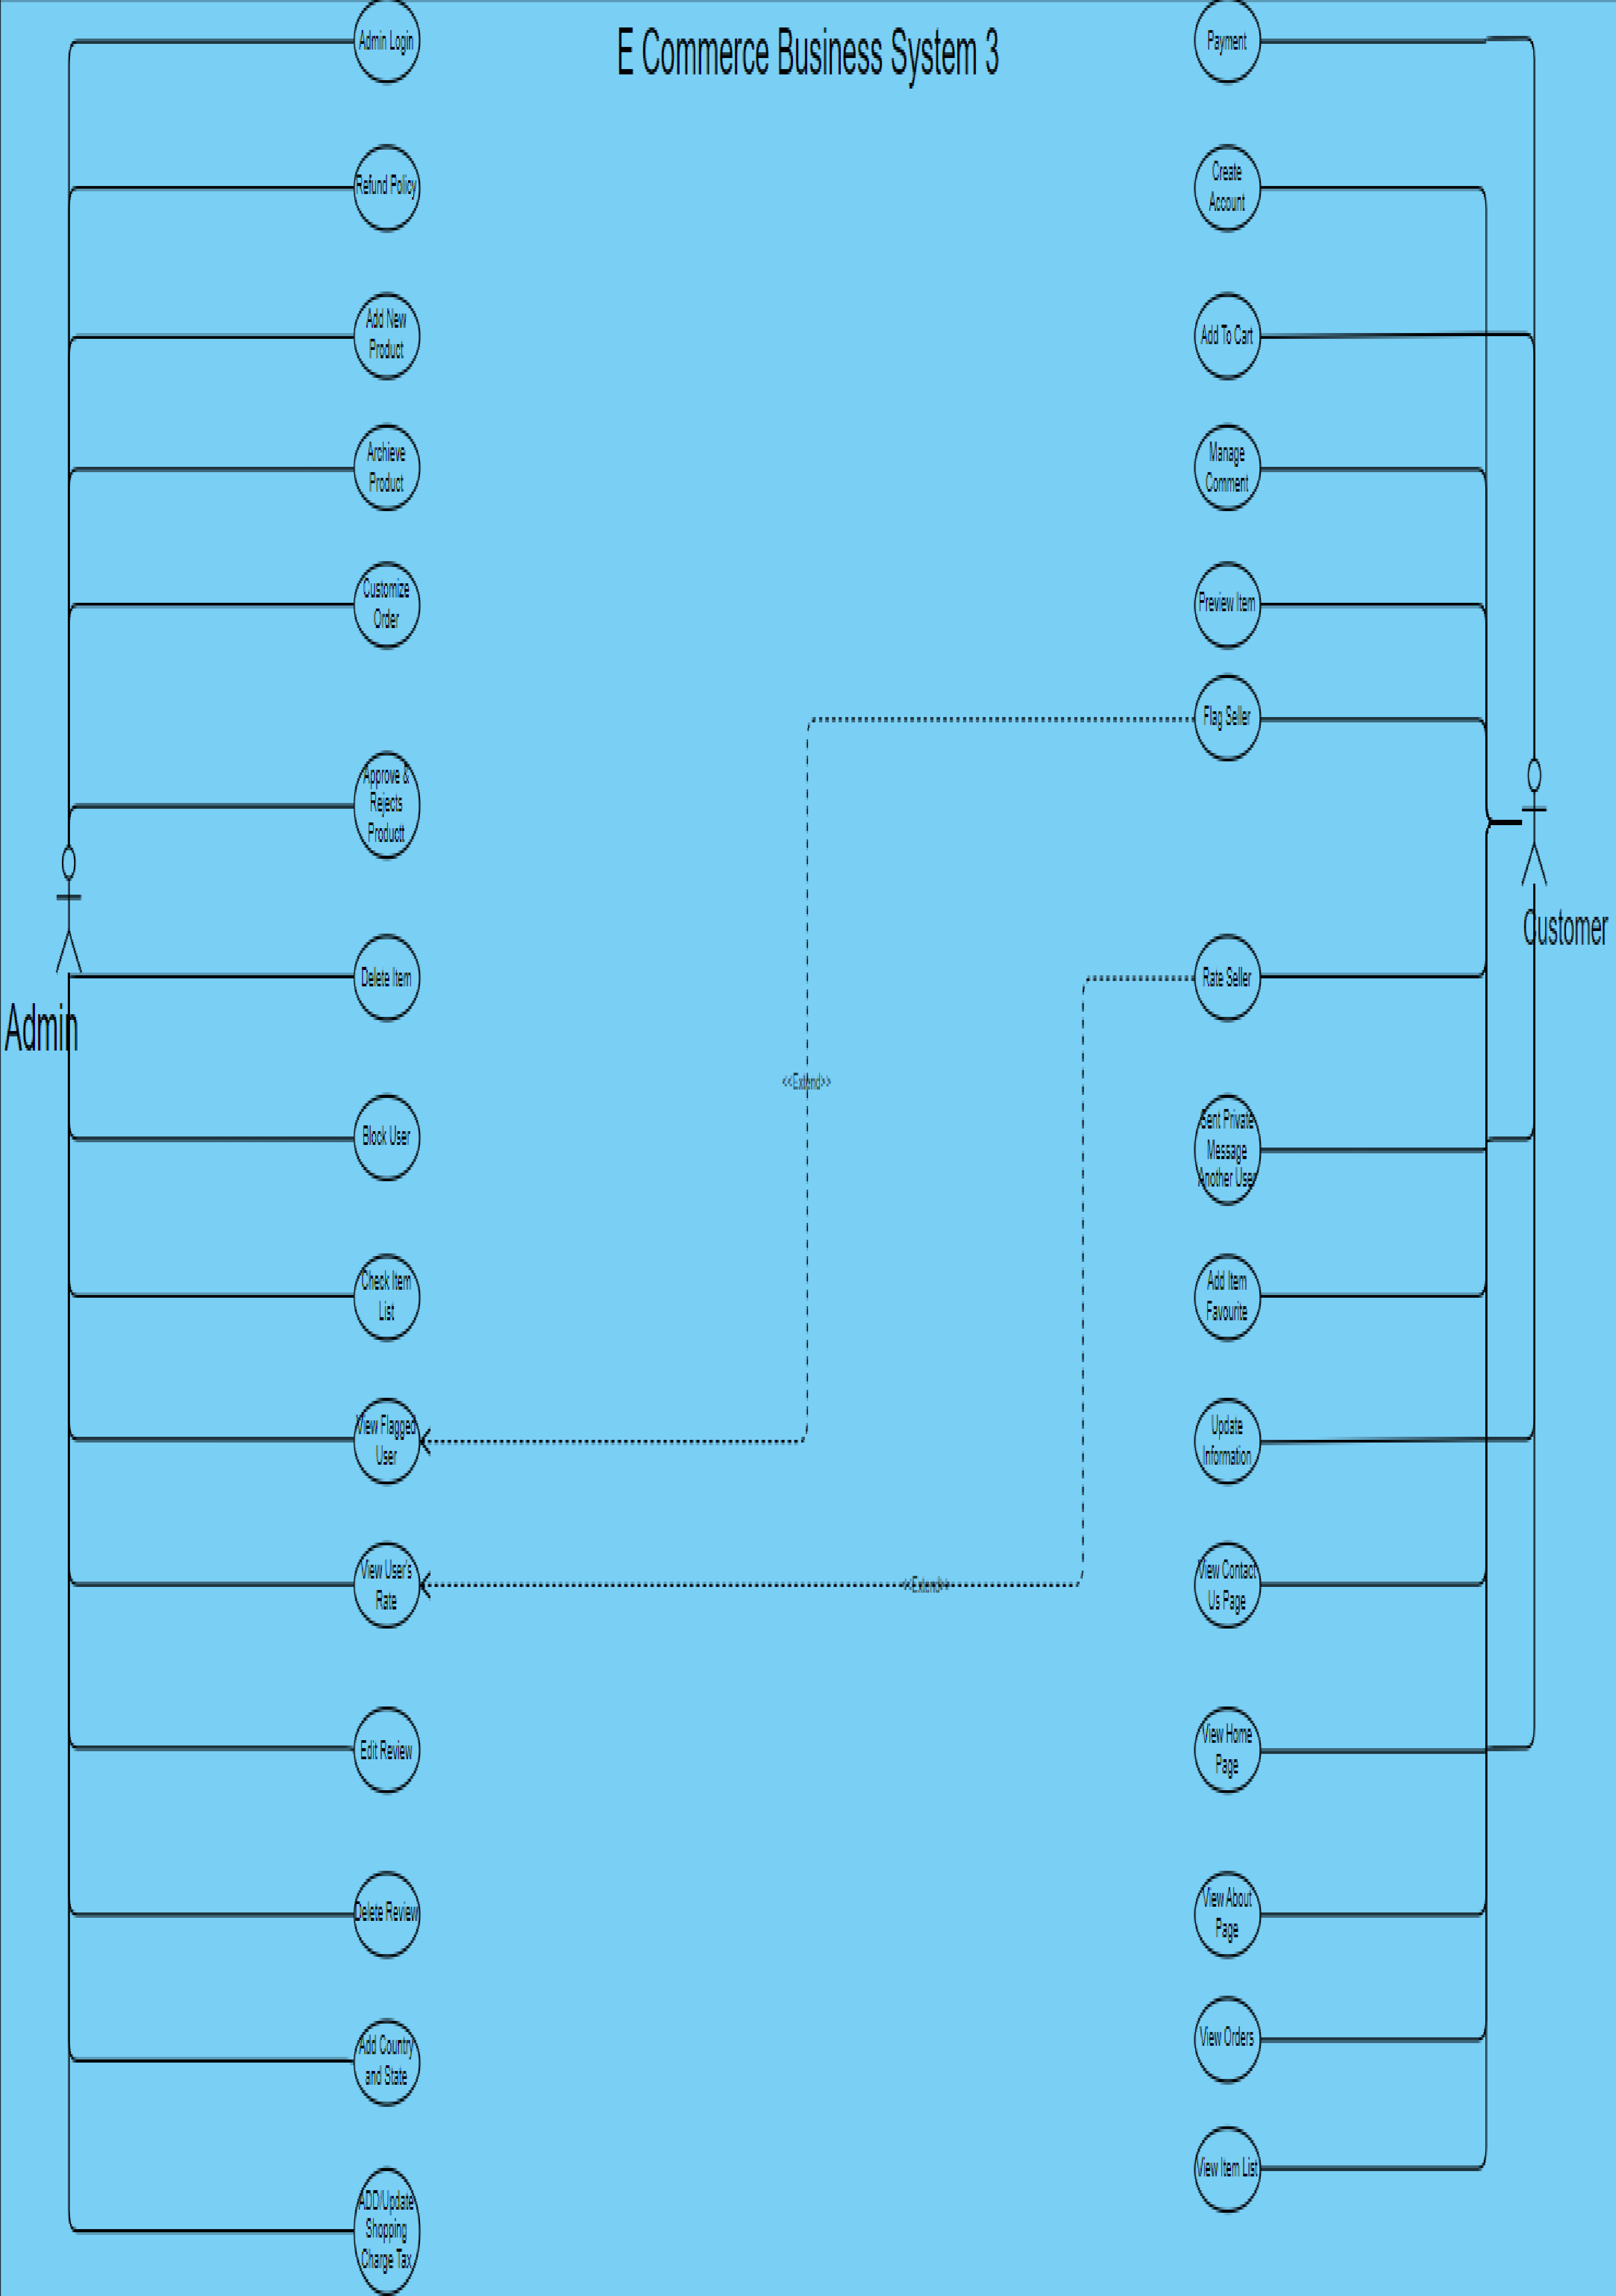 E Commerce Business System 3
Admin Login
Refund Policy
Add New
Product
Archieve
Product
Customize
Order
Approve &
Rejects
Productt
Admin
Delete Item
Block User
Check Item
List
View Flagged
User
View User's
Rate
Edit Review
Delete Review
Add Country
and State
ADD/Update
Shopping
Charge Tax
<<Extend>>
<<Extend>>
Payment
Create
Account
Add To Cart
Manage
Comment
Preview Item
Flag Seller
Customer
Rate Seller
Sent Private
Message
Another User
Add Item
Favourite
Update
Information
View Contact
Us Page
View Home
Page
View About
Page
View Orders
View Item List